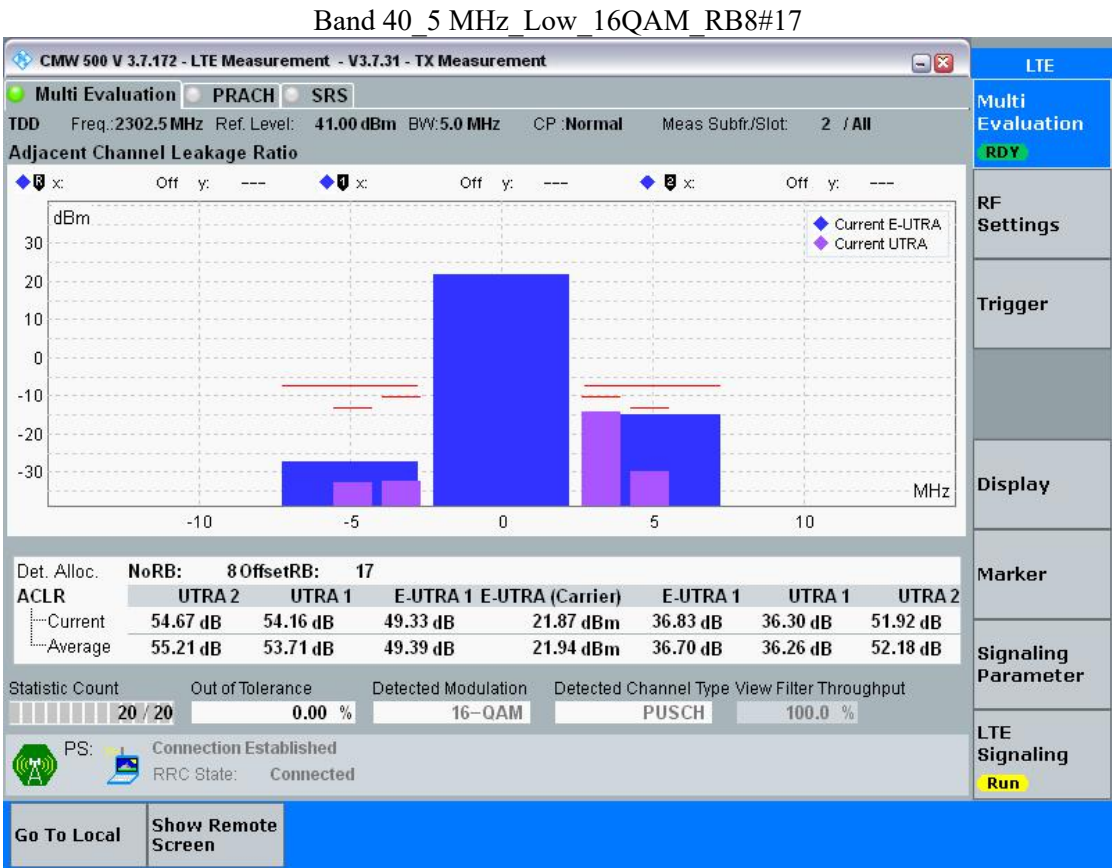 Band 40_5 MHz_Low_16QAM_RB8#17
CMW 500 V 3.7.172 - LTE Measurement - V3.7.31 - TX Measurement
LTE
Multi Evaluation PRACH SRS
TDD Freq.:2302.5 MHz Ref. Level: 41.00 dBm BW:5.0 MHz CP :Normal Meas Subfr./Slot: 2 / All
Adjacent Channel Leakage Ratio
R x: Off y: --- 1 x: Off y: --- 2 x: Off y: ---
dBm
Current E-UTRA
Current UTRA
30
20
10
0
-10
-20
-30
MHz
-10 -5 0 5 10
Det. Alloc. NoRB: 8 OffsetRB: 17
ACLR UTRA 2 UTRA 1 E-UTRA 1 E-UTRA (Carrier) E-UTRA 1 UTRA 1 UTRA 2
Current 54.67 dB 54.16 dB 49.33 dB 21.87 dBm 36.83 dB 36.30 dB 51.92 dB
Average 55.21 dB 53.71 dB 49.39 dB 21.94 dBm 36.70 dB 36.26 dB 52.18 dB
Statistic Count Out of Tolerance Detected Modulation Detected Channel Type View Filter Throughput
20 / 20 0.00 % 16-QAM PUSCH 100.0 %
PS: Connection Established
RRC State: Connected
Multi
Evaluation
RDY
RF
Settings
Trigger
Display
Marker
Signaling
Parameter
LTE
Signaling
Run
Go To Local
Show Remote
Screen